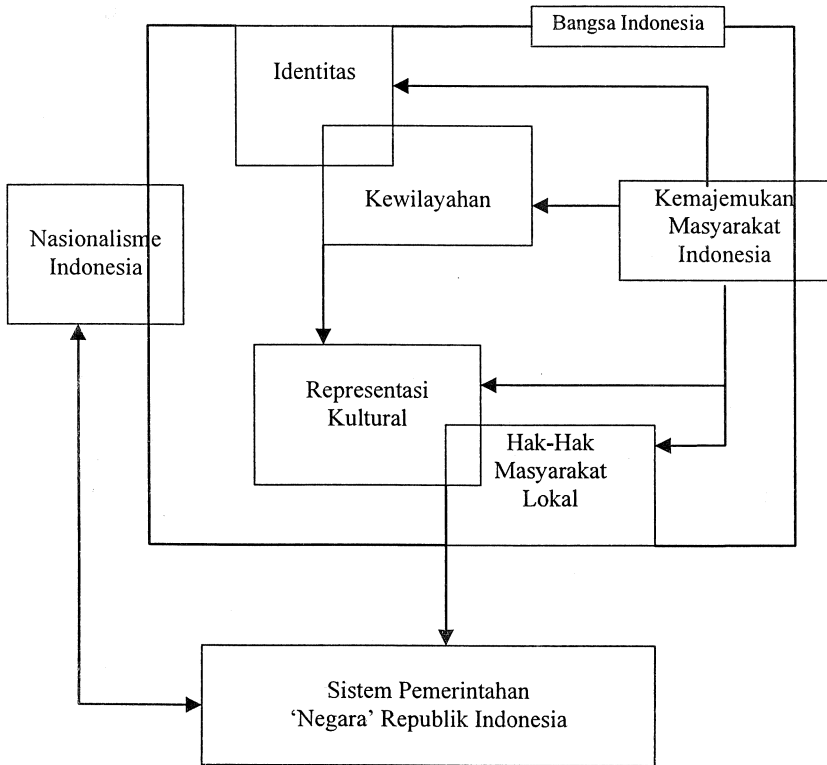 Bangsa Indonesia
Identitas
Kewilayahan
Kemajemukan
Masyarakat
Indonesia
Nasionalisme
Indonesia
Representasi
Kultural
Hak-Hak
Masyarakat
Lokal
Sistem Pemerintahan
‘Negara’ Republik Indonesia